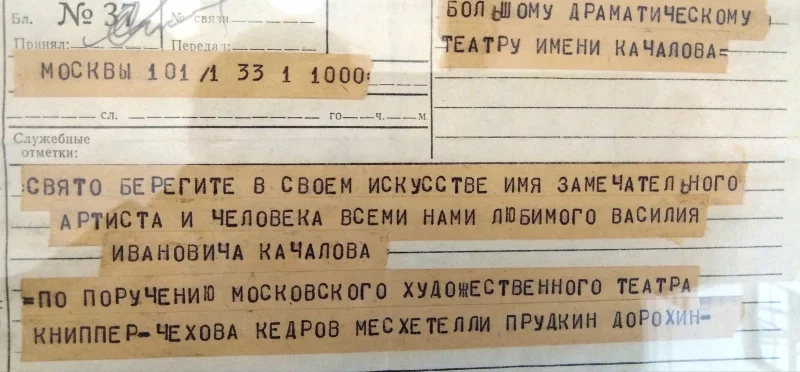 Бл. № 37
№ связи
Принял:
Передал:
БОЛЬШОМУ ДРАМАТИЧЕСКОМУ
ТЕАТРУ ИМЕНИ КАЧАЛОВА=
МОСКВЫ 101/1 33 1 1000=
сл. го ч. м
Служебные
отметки:
:СВЯТО БЕРЕГИТЕ В СВОЕМ ИСКУССТВЕ ИМЯ ЗАМЕЧАТЕЛЬНОГО
АРТИСТА И ЧЕЛОВЕКА ВСЕМИ НАМИ ЛЮБИМОГО ВАСИЛИЯ
ИВАНОВИЧА КАЧАЛОВА
=ПО ПОРУЧЕНИЮ МОСКОВСКОГО ХУДОЖЕСТВЕННОГО ТЕАТРА
КНИППЕР-ЧЕХОВА КЕДРОВ МЕСХЕТЕЛЛИ ПРУДКИН ДОРОХИН-